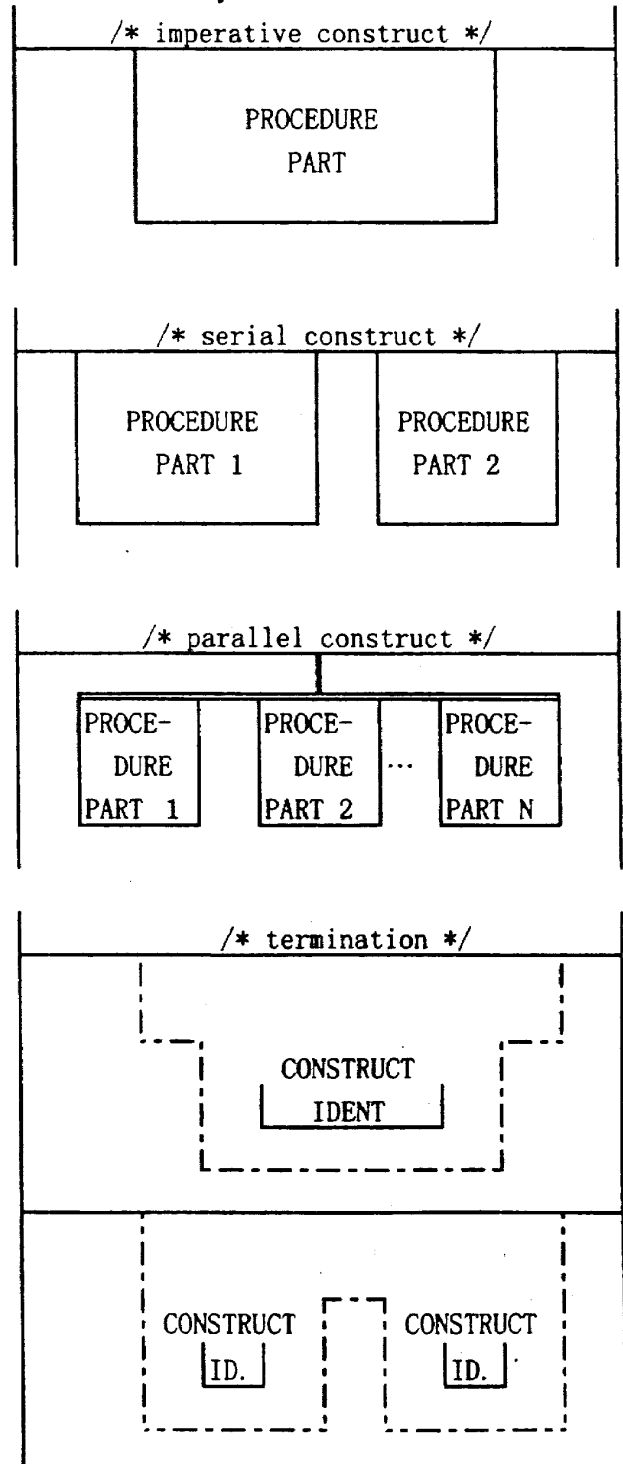 /* imperative construct */
PROCEDURE
PART
/* serial construct */
PROCEDURE PROCEDURE
PART 1 PART 2
/* parallel construct */
PROCE- PROCE- PROCE-
DURE DURE ... DURE
PART 1 PART 2 PART N
/* termination */
CONSTRUCT
IDENT
CONSTRUCT CONSTRUCT
ID. ID.